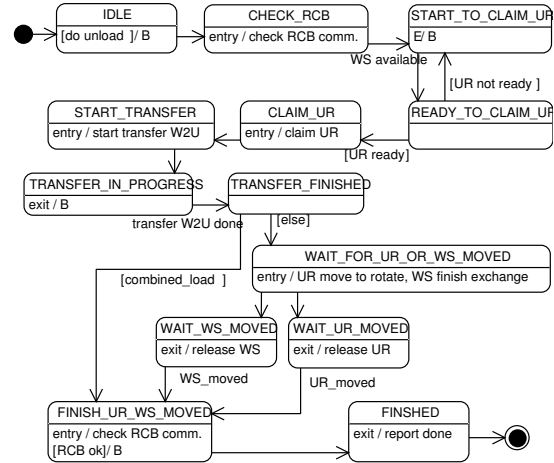 IDLE
[do unload ]/ B
CHECK_RCB
entry / check RCB comm.
START_TO_CLAIM_UR
E/ B
WS available
[UR not ready ]
START_TRANSFER
entry / start transfer W2U
CLAIM_UR
entry / claim UR
READY_TO_CLAIM_UR
[UR ready]
TRANSFER_IN_PROGRESS
exit / B
TRANSFER_FINISHED
transfer W2U done
[else]
WAIT_FOR_UR_OR_WS_MOVED
entry / UR move to rotate, WS finish exchange
[combined_load ]
WAIT_WS_MOVED
exit / release WS
WAIT_UR_MOVED
exit / release UR
WS_moved
UR_moved
FINISH_UR_WS_MOVED
entry / check RCB comm.
[RCB ok]/ B
FINSHED
exit / report done